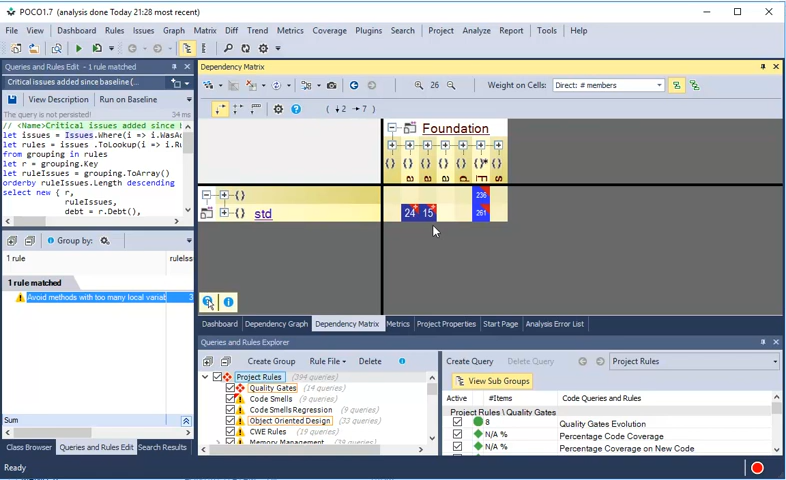 POCO1.7 (analysis done Today 21:28 most recent)
File View Dashboard Rules Issues Graph Matrix Diff Trend Metrics Coverage Plugins Search Project Analyze Report Tools Help
Queries and Rules Edit - 1 rule matched
Critical issues added since baseline (...
View Description Run on Baseline
The query is not persisted! 34 ms
// <Name>Critical issues added since b
let issues = Issues.Where(i => i.WasAd
let rules = issues .ToLookup(i => i.Ru
from grouping in rules
let r = grouping.Key
let ruleIssues = grouping.ToArray()
orderby ruleIssues.Length descending
select new { r,
ruleIssues,
debt = r.Debt(),
Group by:
1 rule ruleIss
1 rule matched
Avoid methods with too many local variab 3
Sum
Class Browser Queries and Rules Edit Search Results
Ready
Dependency Matrix
26 Weight on Cells: Direct: # members
( 2 → 7 )
Foundation
{} {} {} {} {}* {}
a a a d F s
{} 236
{} std 24 15 261
Dashboard Dependency Graph Dependency Matrix Metrics Project Properties Start Page Analysis Error List
Queries and Rules Explorer
Create Group Rule File Delete
Project Rules (394 queries)
Quality Gates (14 queries)
Code Smells (9 queries)
Code Smells Regression (9 queries)
Object Oriented Design (33 queries)
CWE Rules (19 queries)
Memory Management
Create Query Delete Query Project Rules
View Sub Groups
Active #Items Code Queries and Rules
Project Rules \ Quality Gates
8 Quality Gates Evolution
N/A % Percentage Code Coverage
N/A % Percentage Coverage on New Code